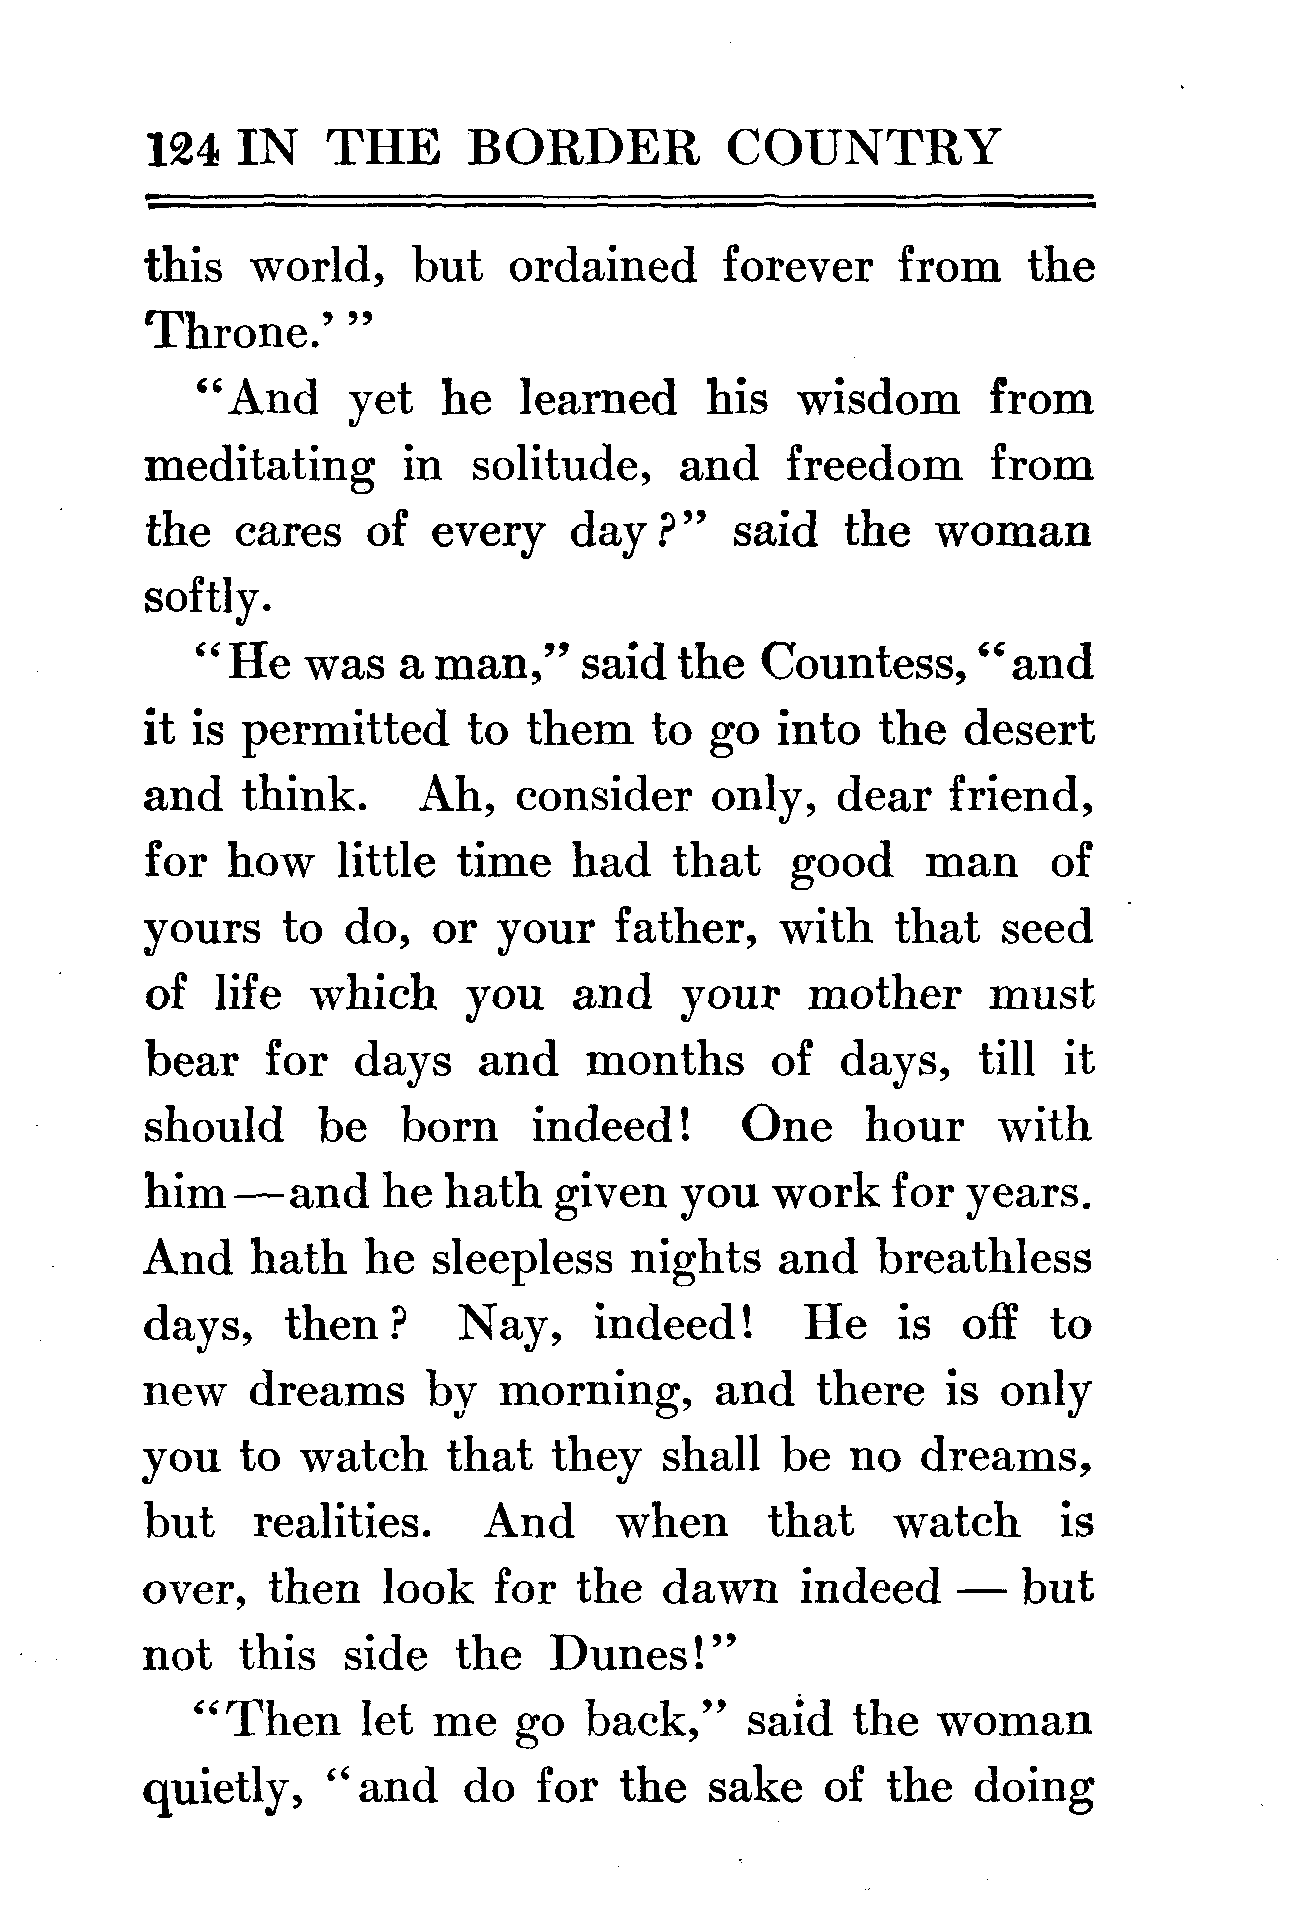 124 IN THE BORDER COUNTRY
this world, but ordained forever from the
Throne.’ ”
“And yet he learned his wisdom from
meditating in solitude, and freedom from
the cares of every day?” said the woman
softly.
“He was a man,” said the Countess, “and
it is permitted to them to go into the desert
and think. Ah, consider only, dear friend,
for how little time had that good man of
yours to do, or your father, with that seed
of life which you and your mother must
bear for days and months of days, till it
should be born indeed! One hour with
him—and he hath given you work for years.
And hath he sleepless nights and breathless
days, then? Nay, indeed! He is off to
new dreams by morning, and there is only
you to watch that they shall be no dreams,
but realities. And when that watch is
over, then look for the dawn indeed — but
not this side the Dunes!”
“Then let me go back,” said the woman
quietly, “and do for the sake of the doing